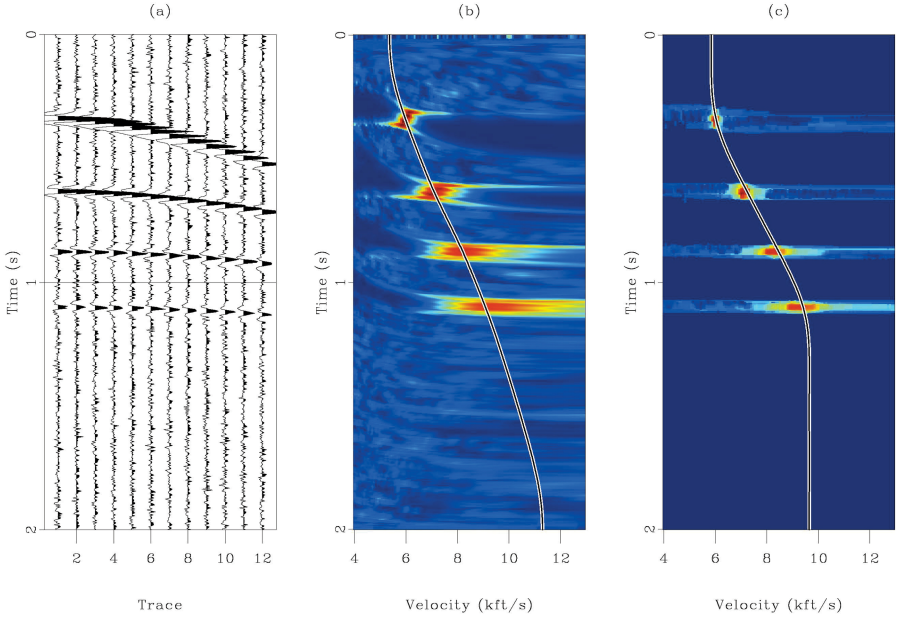 (a)
(b)
(c)
0
0
0
Time (s)
Time (s)
Time (s)
1
1
1
2
2
2
2 4 6 8 10 12
4 6 8 10 12
4 6 8 10 12
Trace
Velocity (kft/s)
Velocity (kft/s)